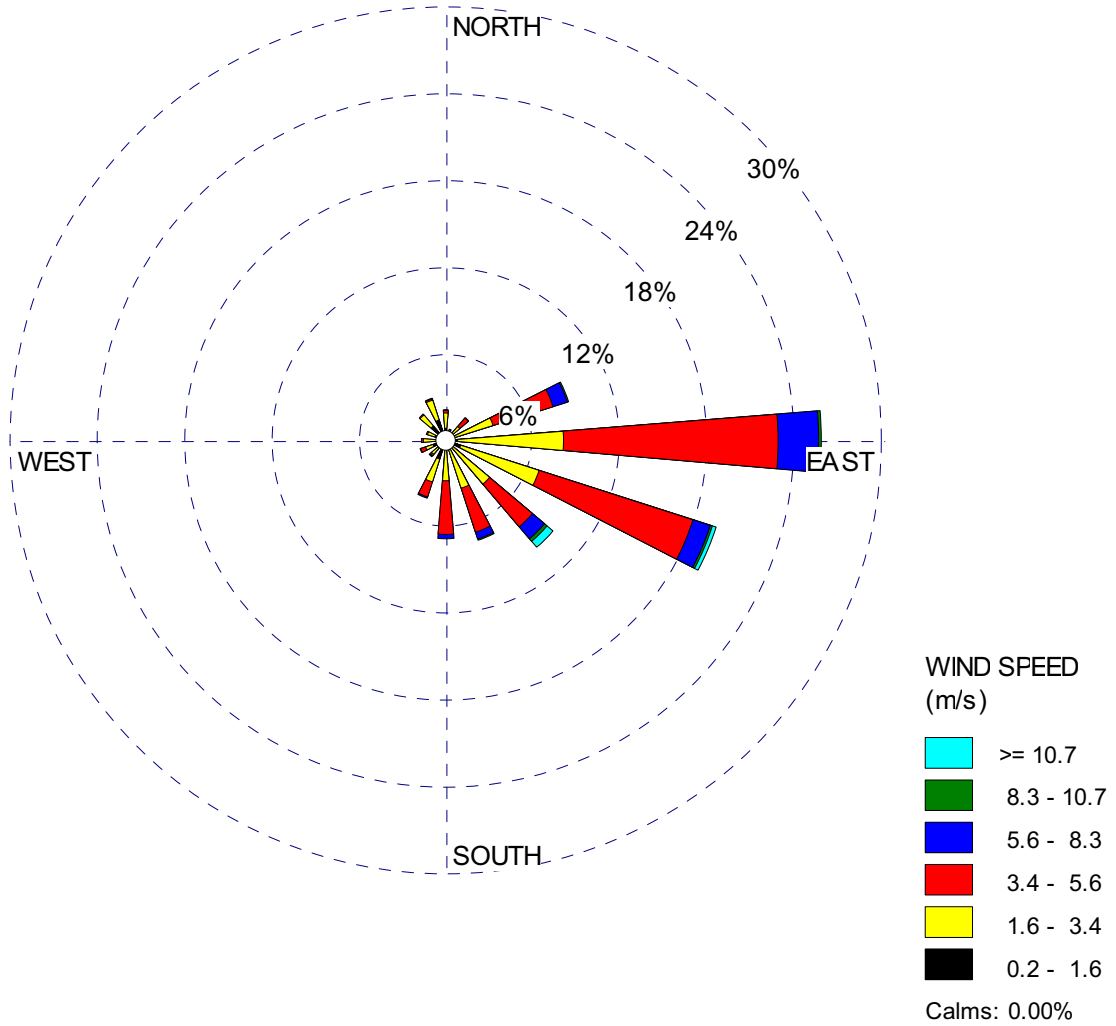 NORTH
30%
24%
18%
12%
6%
WEST
EAST
SOUTH
WIND SPEED
(m/s)
>= 10.7
8.3 - 10.7
5.6 - 8.3
3.4 - 5.6
1.6 - 3.4
0.2 - 1.6
Calms: 0.00%